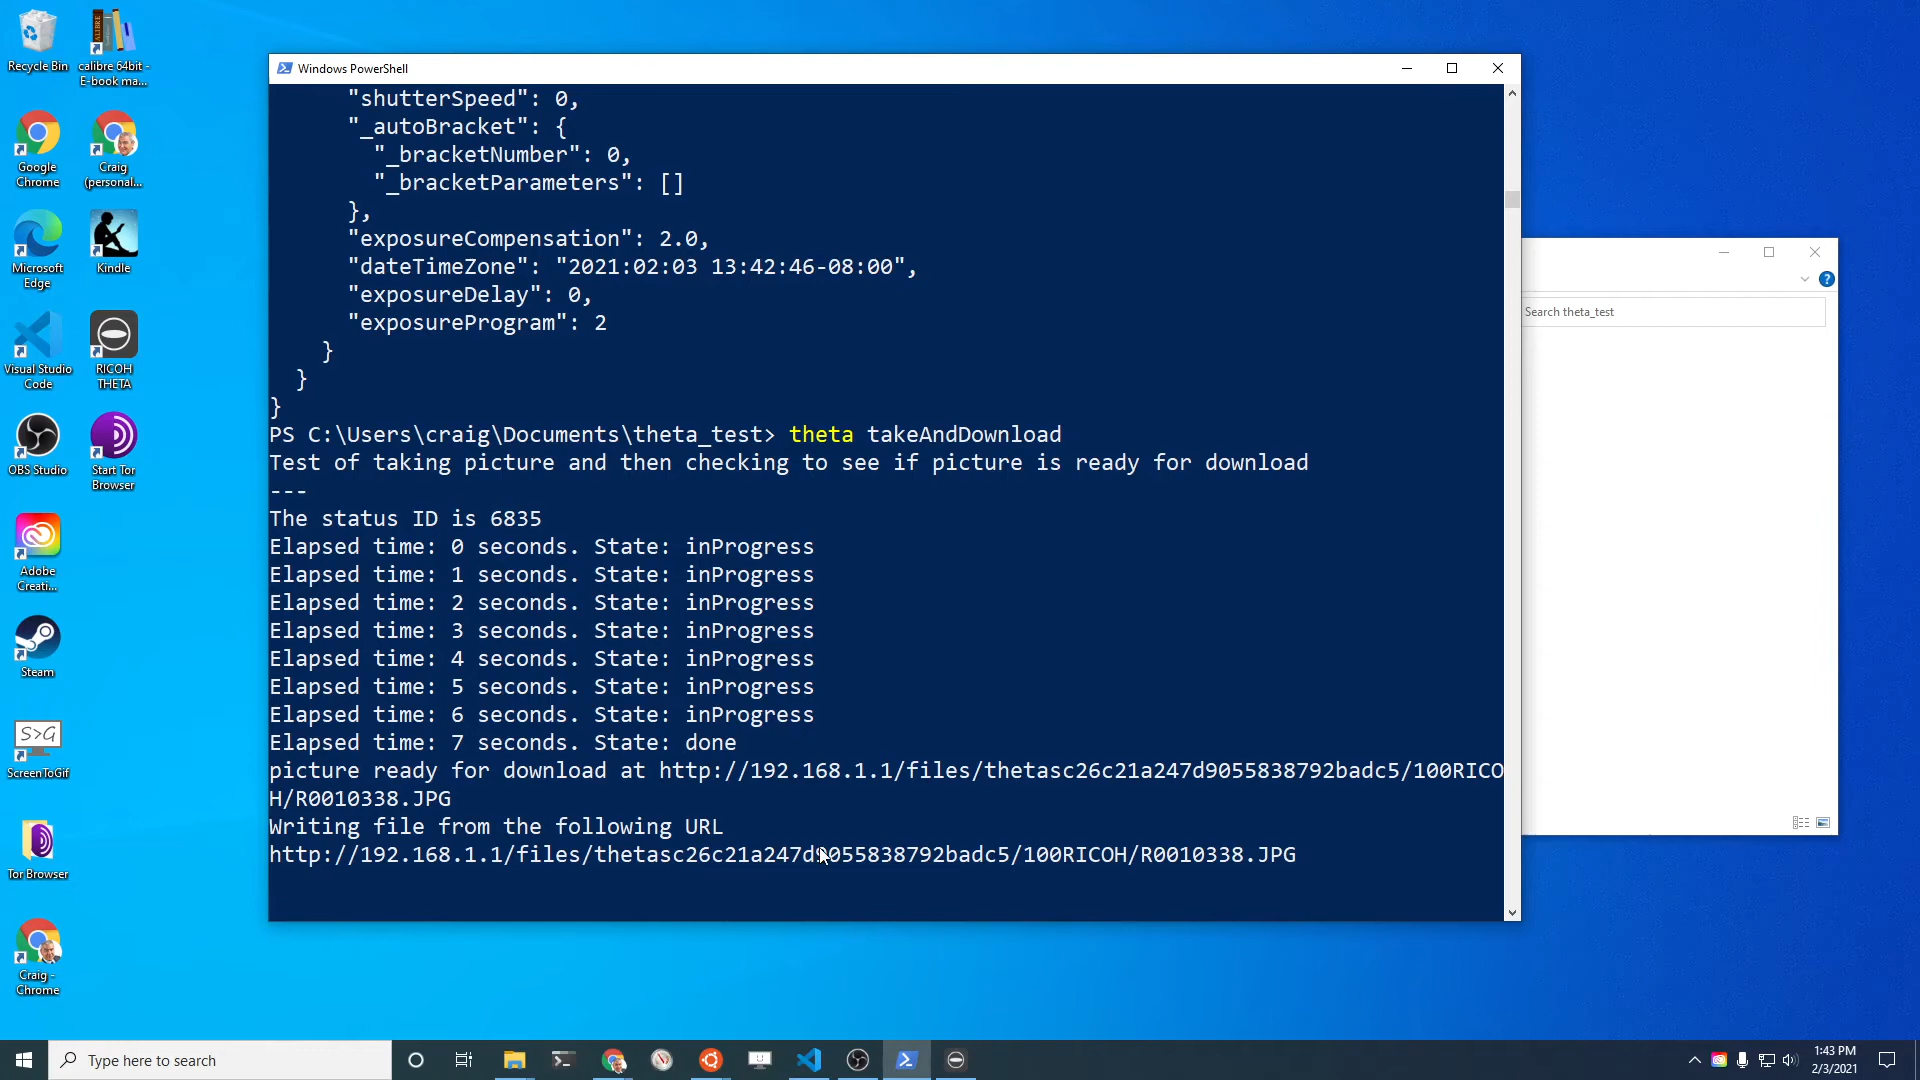 Recycle Bin
calibre 64bit -
E-book ma...
Google
Chrome
Craig
(personal...
Microsoft
Edge
Kindle
Visual Studio
Code
RICOH
THETA
OBS Studio
Start Tor
Browser
Adobe
Creati...
Steam
S>G
ScreenToGif
Tor Browser
Craig -
Chrome
Windows PowerShell
"shutterSpeed": 0,
"_autoBracket": {
"_bracketNumber": 0,
"_bracketParameters": []
},
"exposureCompensation": 2.0,
"dateTimeZone": "2021:02:03 13:42:46-08:00",
"exposureDelay": 0,
"exposureProgram": 2
}
}
}
PS C:\Users\craig\Documents\theta_test> theta takeAndDownload
Test of taking picture and then checking to see if picture is ready for download
---
The status ID is 6835
Elapsed time: 0 seconds. State: inProgress
Elapsed time: 1 seconds. State: inProgress
Elapsed time: 2 seconds. State: inProgress
Elapsed time: 3 seconds. State: inProgress
Elapsed time: 4 seconds. State: inProgress
Elapsed time: 5 seconds. State: inProgress
Elapsed time: 6 seconds. State: inProgress
Elapsed time: 7 seconds. State: done
picture ready for download at http://192.168.1.1/files/thetasc26c21a247d9055838792badc5/100RICO
H/R0010338.JPG
Writing file from the following URL
http://192.168.1.1/files/thetasc26c21a247d9055838792badc5/100RICOH/R0010338.JPG
Search theta_test
Type here to search
1:43 PM
2/3/2021